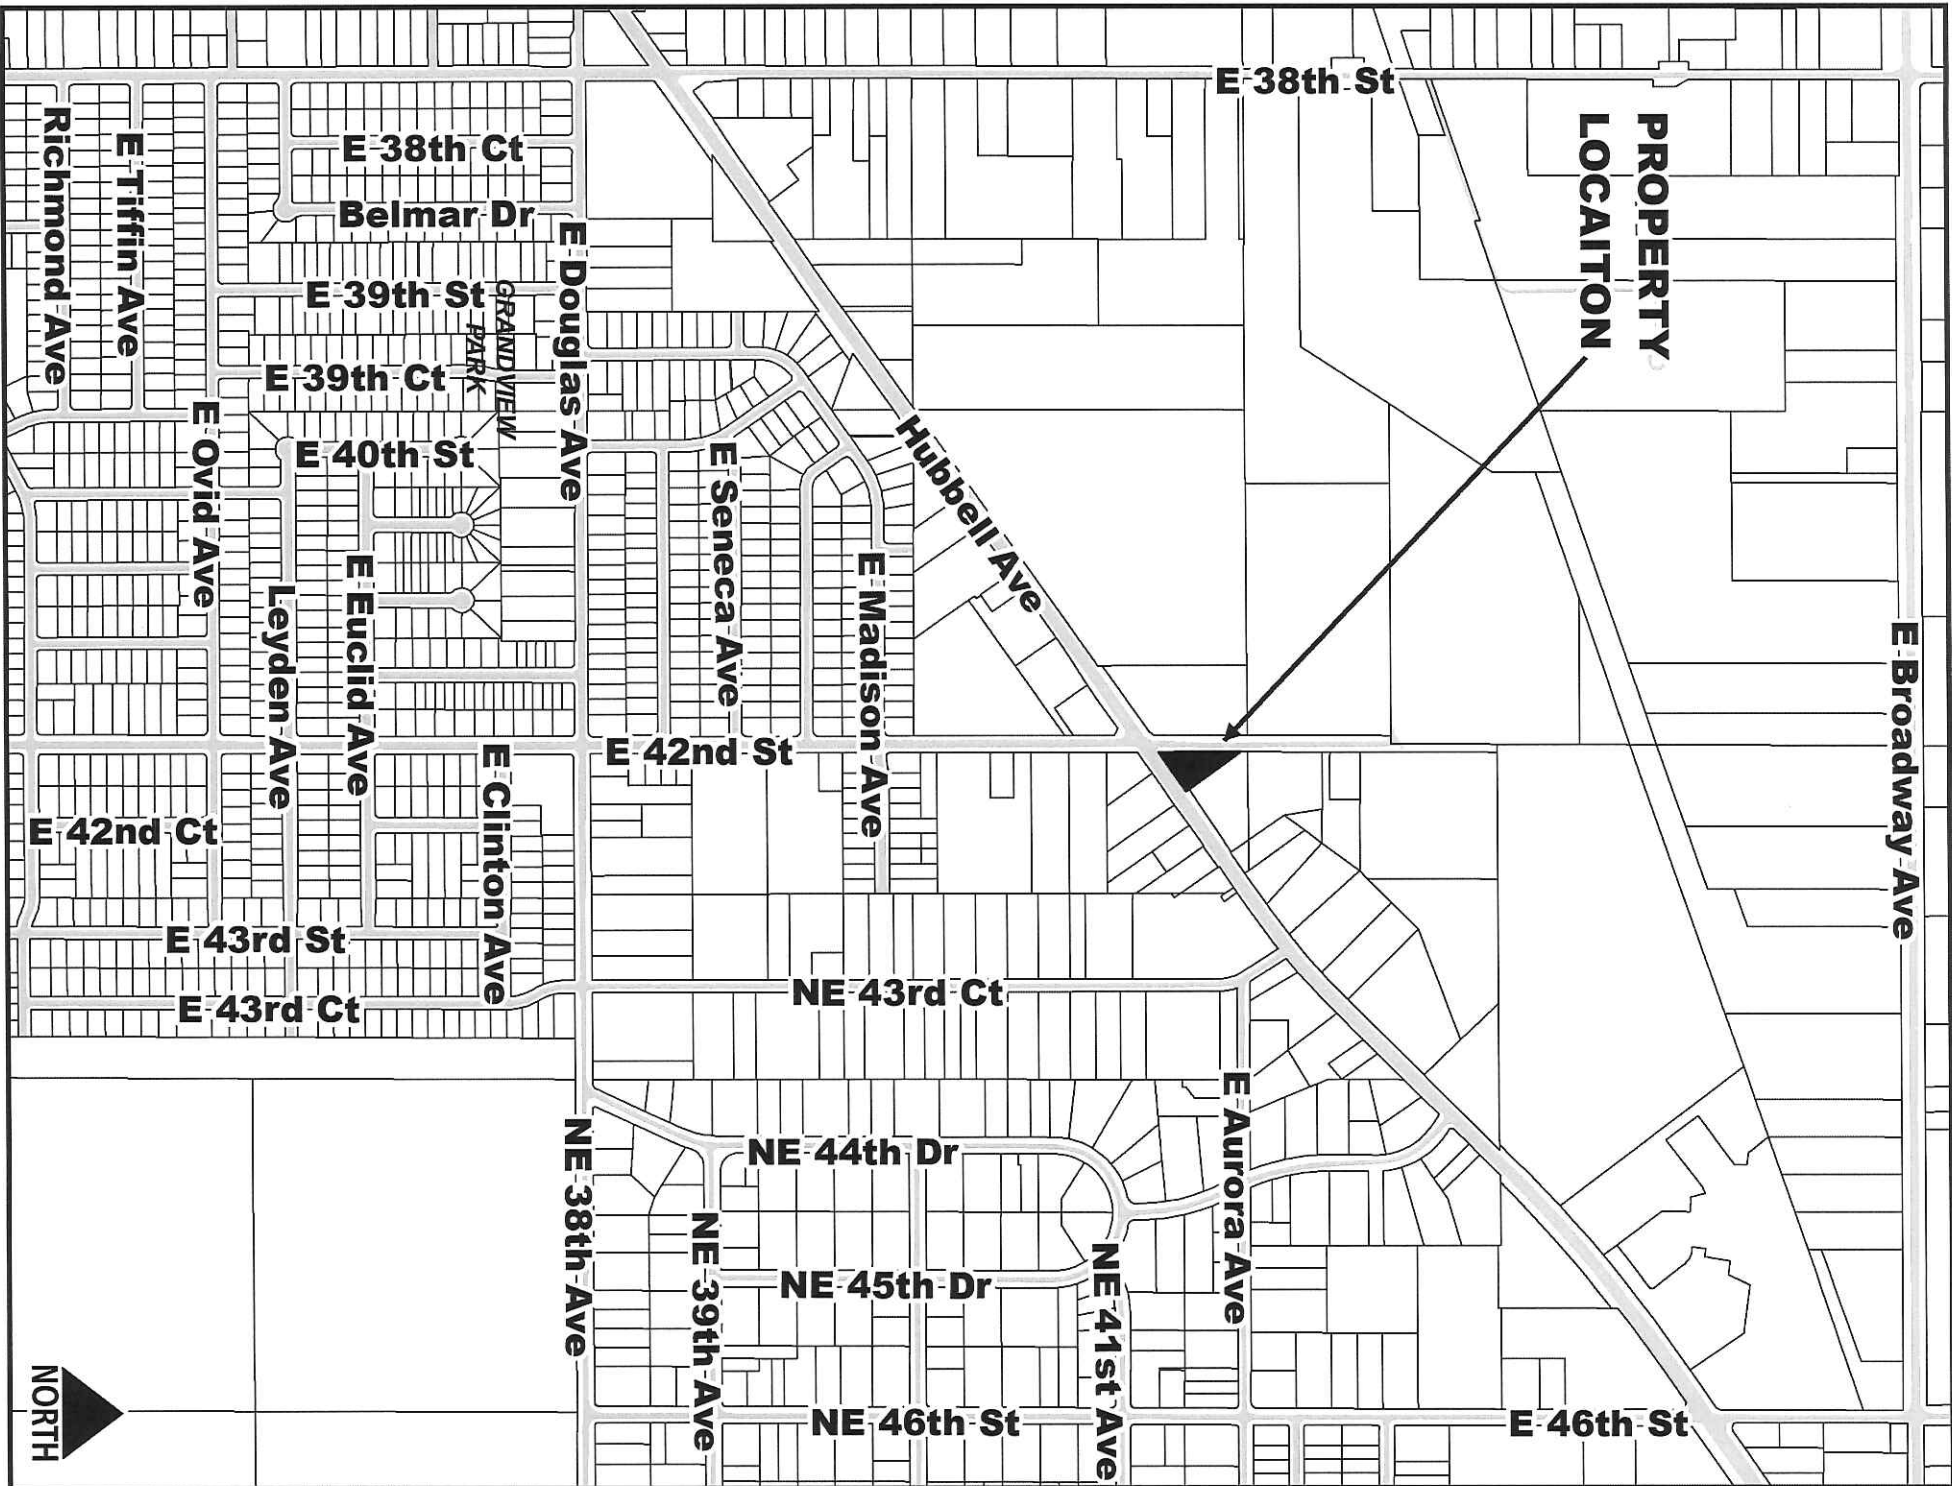 E 38th St
PROPERTY
LOCAITON
Richmond Ave
E Tiffin Ave
E 38th Ct
Belmar Dr
E 39th St
GRANDVIEW
PARK
E Douglas Ave
E 39th Ct
E Ovid Ave
E 40th St
Hubbell Ave
E Seneca Ave
E Madison Ave
E Euclid Ave
Leyden Ave
E Broadway Ave
E 42nd St
E Clinton Ave
E 42nd Ct
E 43rd St
E 43rd Ct
NE 43rd Ct
E Aurora Ave
NE 38th Ave
NE 44th Dr
NE 39th Ave
NE 45th Dr
NE 41st Ave
NE 46th St
E 46th St
NORTH